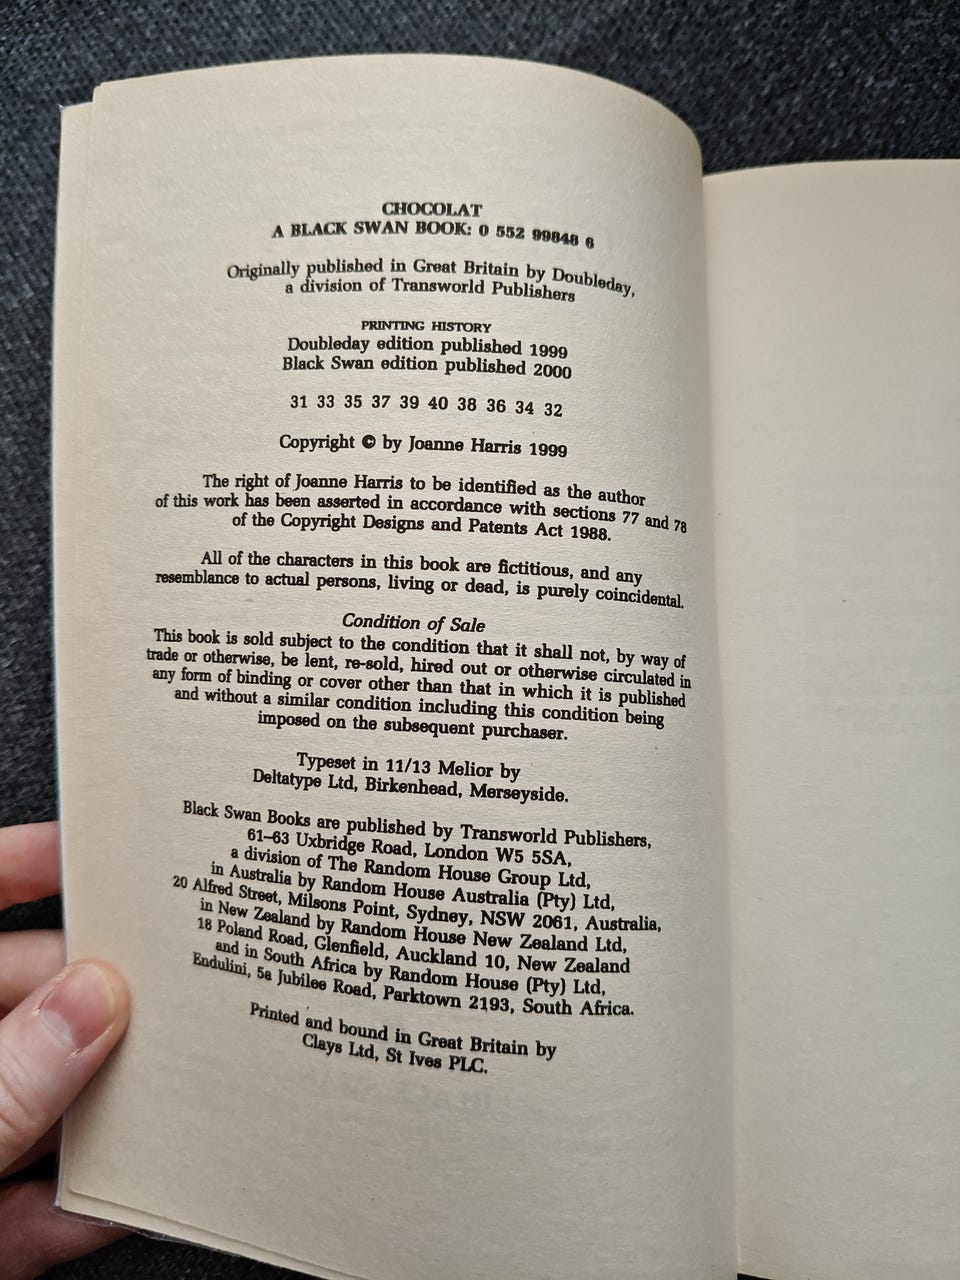 CHOCOLAT
A BLACK SWAN BOOK: 0 552 99848 6
Originally published in Great Britain by Doubleday,
a division of Transworld Publishers
PRINTING HISTORY
Doubleday edition published 1999
Black Swan edition published 2000
31 33 35 37 39 40 38 36 34 32
Copyright © by Joanne Harris 1999
The right of Joanne Harris to be identified as the author
of this work has been asserted in accordance with sections 77 and 78
of the Copyright Designs and Patents Act 1988.
All of the characters in this book are fictitious, and any
resemblance to actual persons, living or dead, is purely coincidental.
Condition of Sale
This book is sold subject to the condition that it shall not, by way of
trade or otherwise, be lent, re-sold, hired out or otherwise circulated in
any form of binding or cover other than that in which it is published
and without a similar condition including this condition being
imposed on the subsequent purchaser.
Typeset in 11/13 Melior by
Deltatype Ltd, Birkenhead, Merseyside.
Black Swan Books are published by Transworld Publishers,
61–63 Uxbridge Road, London W5 5SA,
a division of The Random House Group Ltd,
in Australia by Random House Australia (Pty) Ltd,
20 Alfred Street, Milsons Point, Sydney, NSW 2061, Australia,
in New Zealand by Random House New Zealand Ltd,
18 Poland Road, Glenfield, Auckland 10, New Zealand
and in South Africa by Random House (Pty) Ltd,
Endulini, 5a Jubilee Road, Parktown 2193, South Africa.
Printed and bound in Great Britain by
Clays Ltd, St Ives PLC.